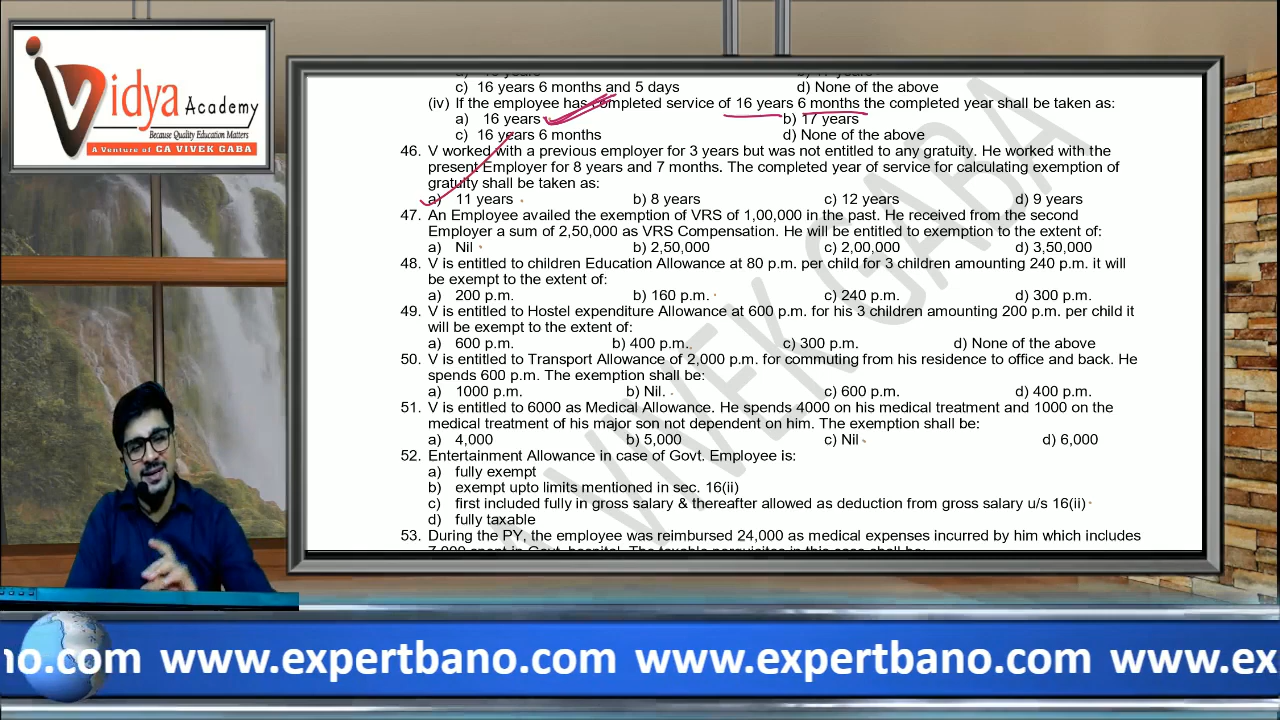 Vidya Academy
Because Quality Education Matters
A Venture of CA VIVEK GABA
c) 16 years 6 months and 5 days d) None of the above
(iv) If the employee has completed service of 16 years 6 months the completed year shall be taken as:
a) 16 years b) 17 years
c) 16 years 6 months d) None of the above
46. V worked with a previous employer for 3 years but was not entitled to any gratuity. He worked with the
present Employer for 8 years and 7 months. The completed year of service for calculating exemption of
gratuity shall be taken as:
a) 11 years b) 8 years c) 12 years d) 9 years
47. An Employee availed the exemption of VRS of 1,00,000 in the past. He received from the second
Employer a sum of 2,50,000 as VRS Compensation. He will be entitled to exemption to the extent of:
a) Nil b) 2,50,000 c) 2,00,000 d) 3,50,000
48. V is entitled to children Education Allowance at 80 p.m. per child for 3 children amounting 240 p.m. it will
be exempt to the extent of:
a) 200 p.m. b) 160 p.m. c) 240 p.m. d) 300 p.m.
49. V is entitled to Hostel expenditure Allowance at 600 p.m. for his 3 children amounting 200 p.m. per child it
will be exempt to the extent of:
a) 600 p.m. b) 400 p.m. c) 300 p.m. d) None of the above
50. V is entitled to Transport Allowance of 2,000 p.m. for commuting from his residence to office and back. He
spends 600 p.m. The exemption shall be:
a) 1000 p.m. b) Nil. c) 600 p.m. d) 400 p.m.
51. V is entitled to 6000 as Medical Allowance. He spends 4000 on his medical treatment and 1000 on the
medical treatment of his major son not dependent on him. The exemption shall be:
a) 4,000 b) 5,000 c) Nil d) 6,000
52. Entertainment Allowance in case of Govt. Employee is:
a) fully exempt
b) exempt upto limits mentioned in sec. 16(ii)
c) first included fully in gross salary & thereafter allowed as deduction from gross salary u/s 16(ii)
d) fully taxable
53. During the PY, the employee was reimbursed 24,000 as medical expenses incurred by him which includes
VIVEK GABA
no.com www.expertbano.com www.expertbano.com www.ex